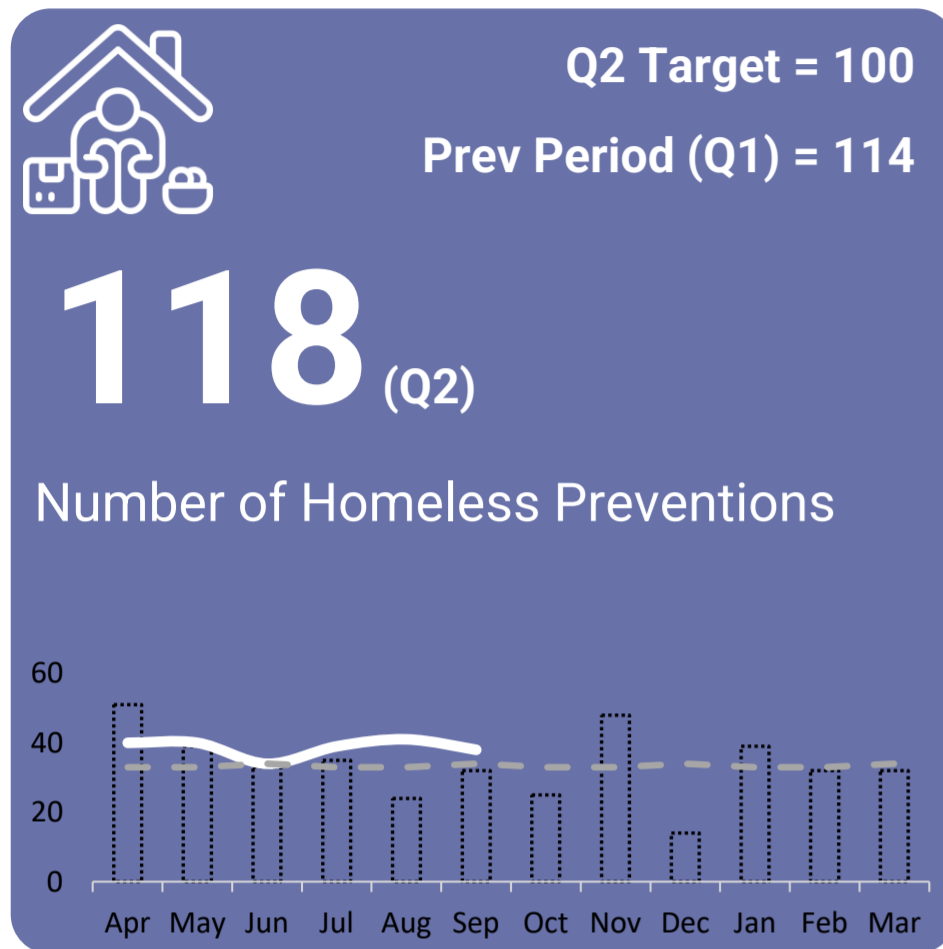 Q2 Target = 100
Prev Period (Q1) = 114
118 (Q2)
Number of Homeless Preventions
60
40
20
0
Apr May Jun Jul Aug Sep Oct Nov Dec Jan Feb Mar